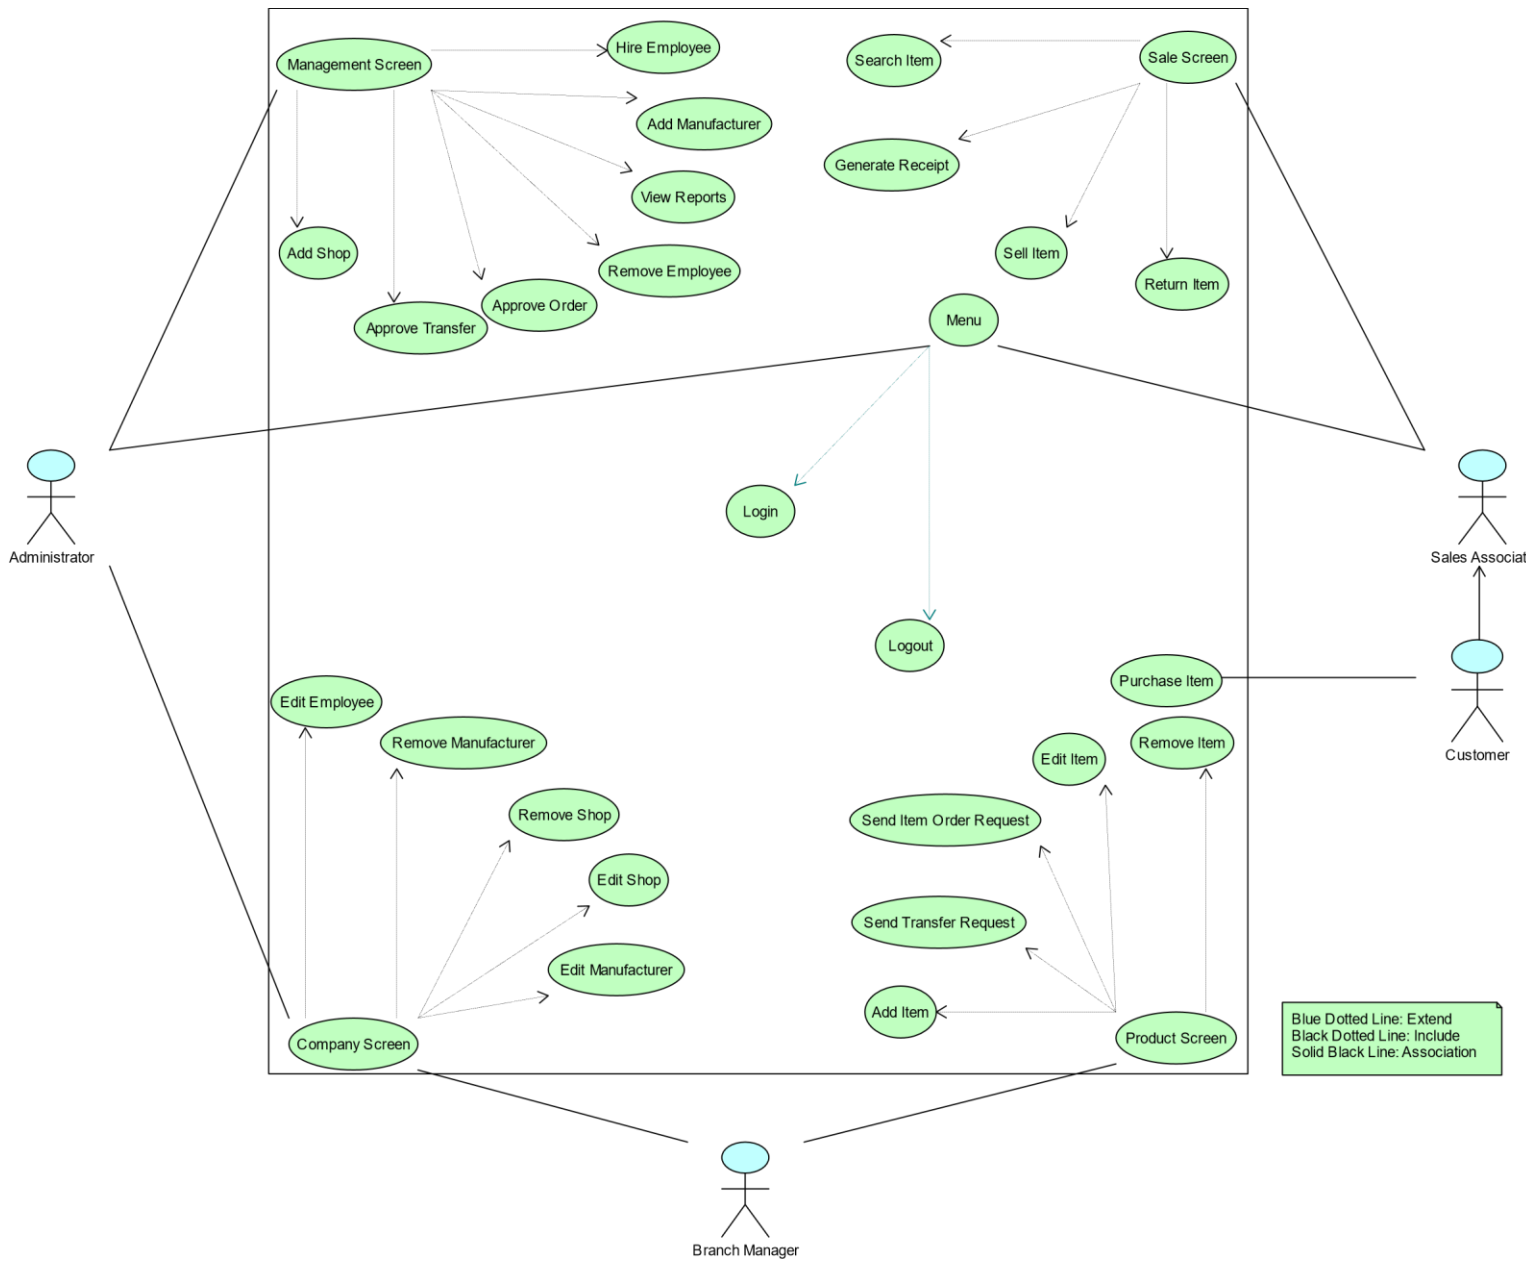 Hire Employee
Management Screen
Search Item
Sale Screen
Add Manufacturer
Generate Receipt
View Reports
Add Shop
Remove Employee
Sell Item
Return Item
Approve Order
Approve Transfer
Menu
Login
Administrator
Sales Associat
Logout
Purchase Item
Edit Employee
Remove Manufacturer
Edit Item
Remove Item
Customer
Remove Shop
Send Item Order Request
Edit Shop
Send Transfer Request
Edit Manufacturer
Add Item
Company Screen
Product Screen
Blue Dotted Line: Extend
Black Dotted Line: Include
Solid Black Line: Association
Branch Manager